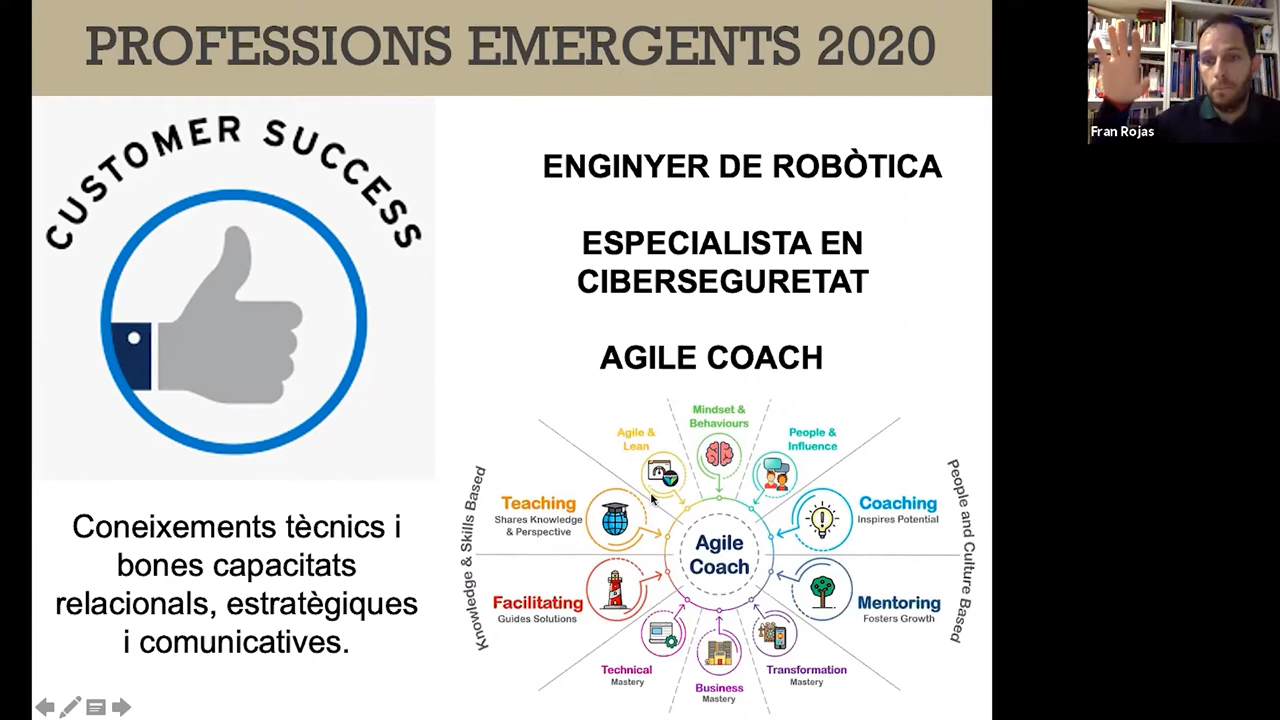 PROFESSIONS EMERGENTS 2020
Fran Rojas
CUSTOMER SUCCESS
Coneixements tècnics i
bones capacitats
relacionals, estratègiques
i comunicatives.
ENGINYER DE ROBÒTICA
ESPECIALISTA EN
CIBERSEGURETAT
AGILE COACH
Knowledge & Skills Based
People and Culture Based
Mindset &
Behaviours
Agile &
Lean
People &
Influence
Teaching
Shares Knowledge
& Perspective
Coaching
Inspires Potential
Agile
Coach
Facilitating
Guides Solutions
Mentoring
Fosters Growth
Technical
Mastery
Business
Mastery
Transformation
Mastery